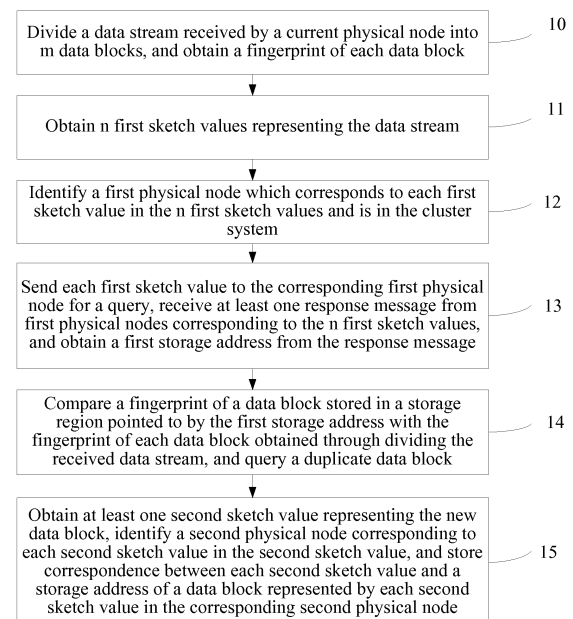 Divide a data stream received by a current physical node into
m data blocks, and obtain a fingerprint of each data block
10
Obtain n first sketch values representing the data stream
11
Identify a first physical node which corresponds to each first
sketch value in the n first sketch values and is in the cluster
system
12
Send each first sketch value to the corresponding first physical
node for a query, receive at least one response message from
first physical nodes corresponding to the n first sketch values,
and obtain a first storage address from the response message
13
Compare a fingerprint of a data block stored in a storage
region pointed to by the first storage address with the
fingerprint of each data block obtained through dividing the
received data stream, and query a duplicate data block
14
Obtain at least one second sketch value representing the new
data block, identify a second physical node corresponding to
each second sketch value in the second sketch value, and store
correspondence between each second sketch value and a
storage address of a data block represented by each second
sketch value in the corresponding second physical node
15